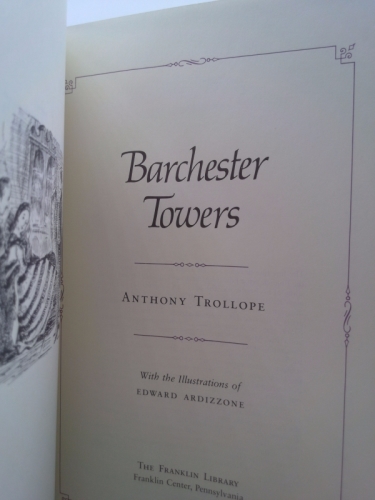 Barchester
Towers
ANTHONY TROLLOPE
With the Illustrations of
EDWARD ARDIZZONE
THE FRANKLIN LIBRARY
Franklin Center, Pennsylvania